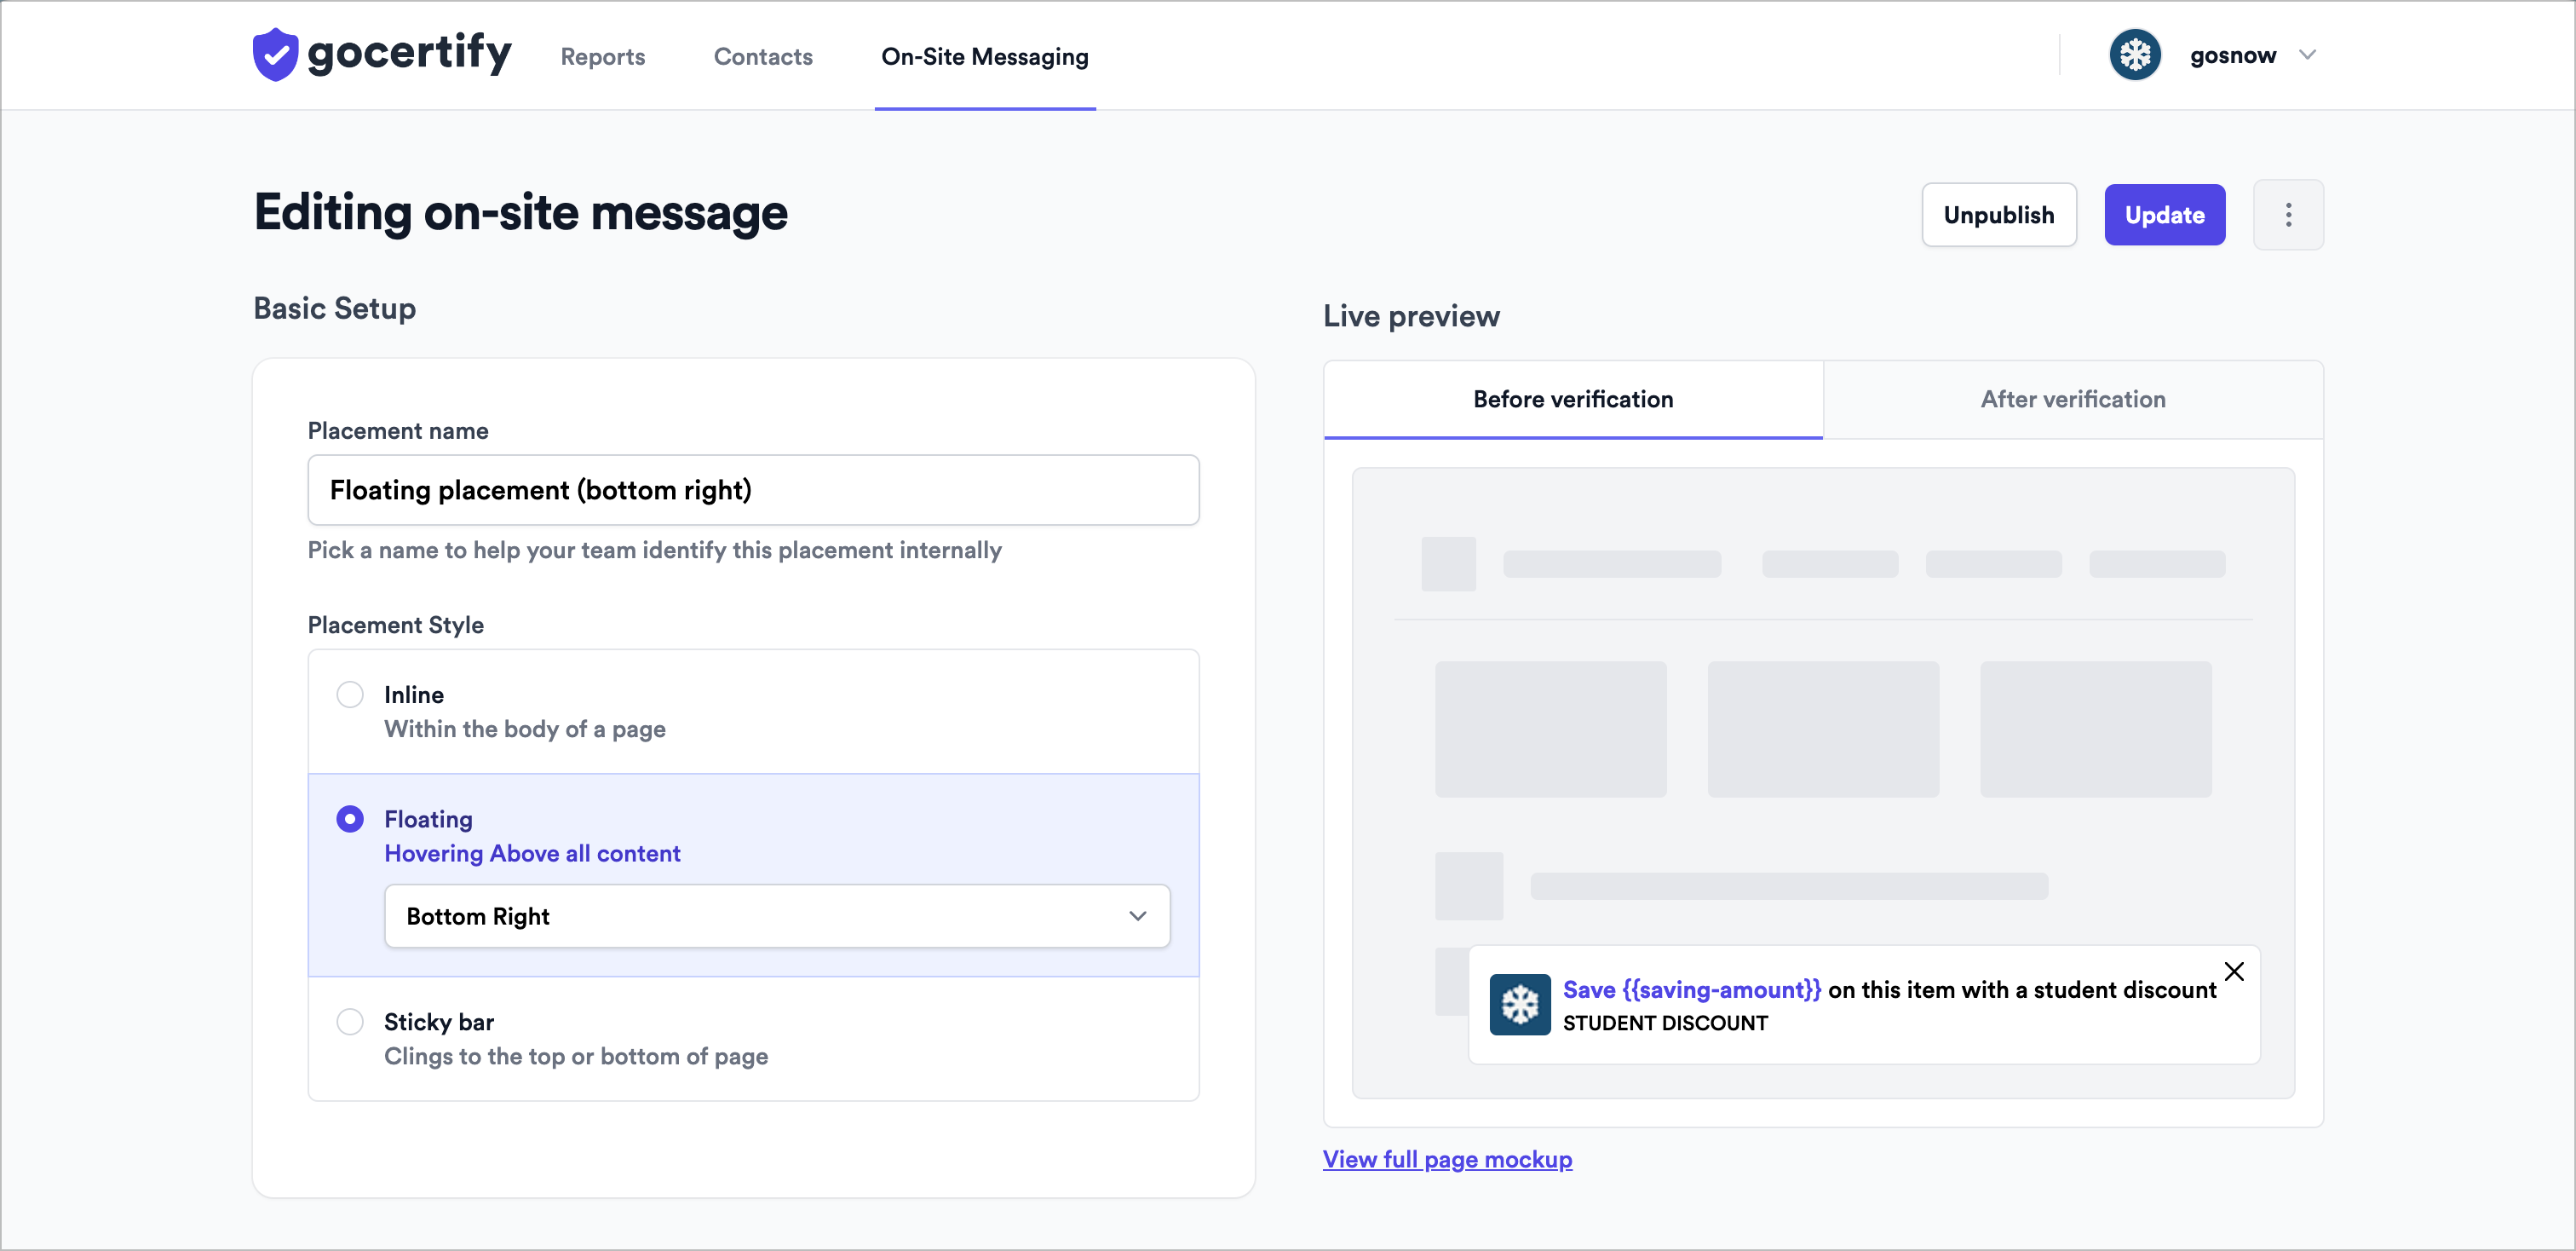 gocertify
Reports
Contacts
On-Site Messaging
gosnow
Editing on-site message
Unpublish
Update
Basic Setup
Placement name
Floating placement (bottom right)
Pick a name to help your team identify this placement internally
Placement Style
Inline
Within the body of a page
Floating
Hovering Above all content
Bottom Right
Sticky bar
Clings to the top or bottom of page
Live preview
Before verification
After verification
Save {{saving-amount}} on this item with a student discount
STUDENT DISCOUNT
View full page mockup